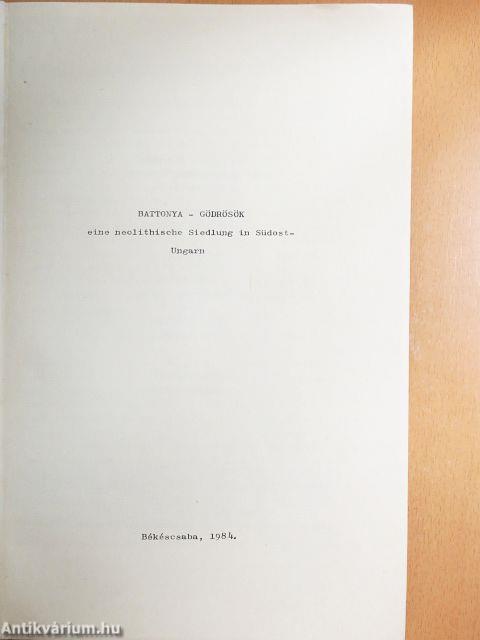 BATTONYA - GÖDRÖSÖK
eine neolithische Siedlung in Südost-
Ungarn
Békéscsaba, 1984.
Antikvárium.hu